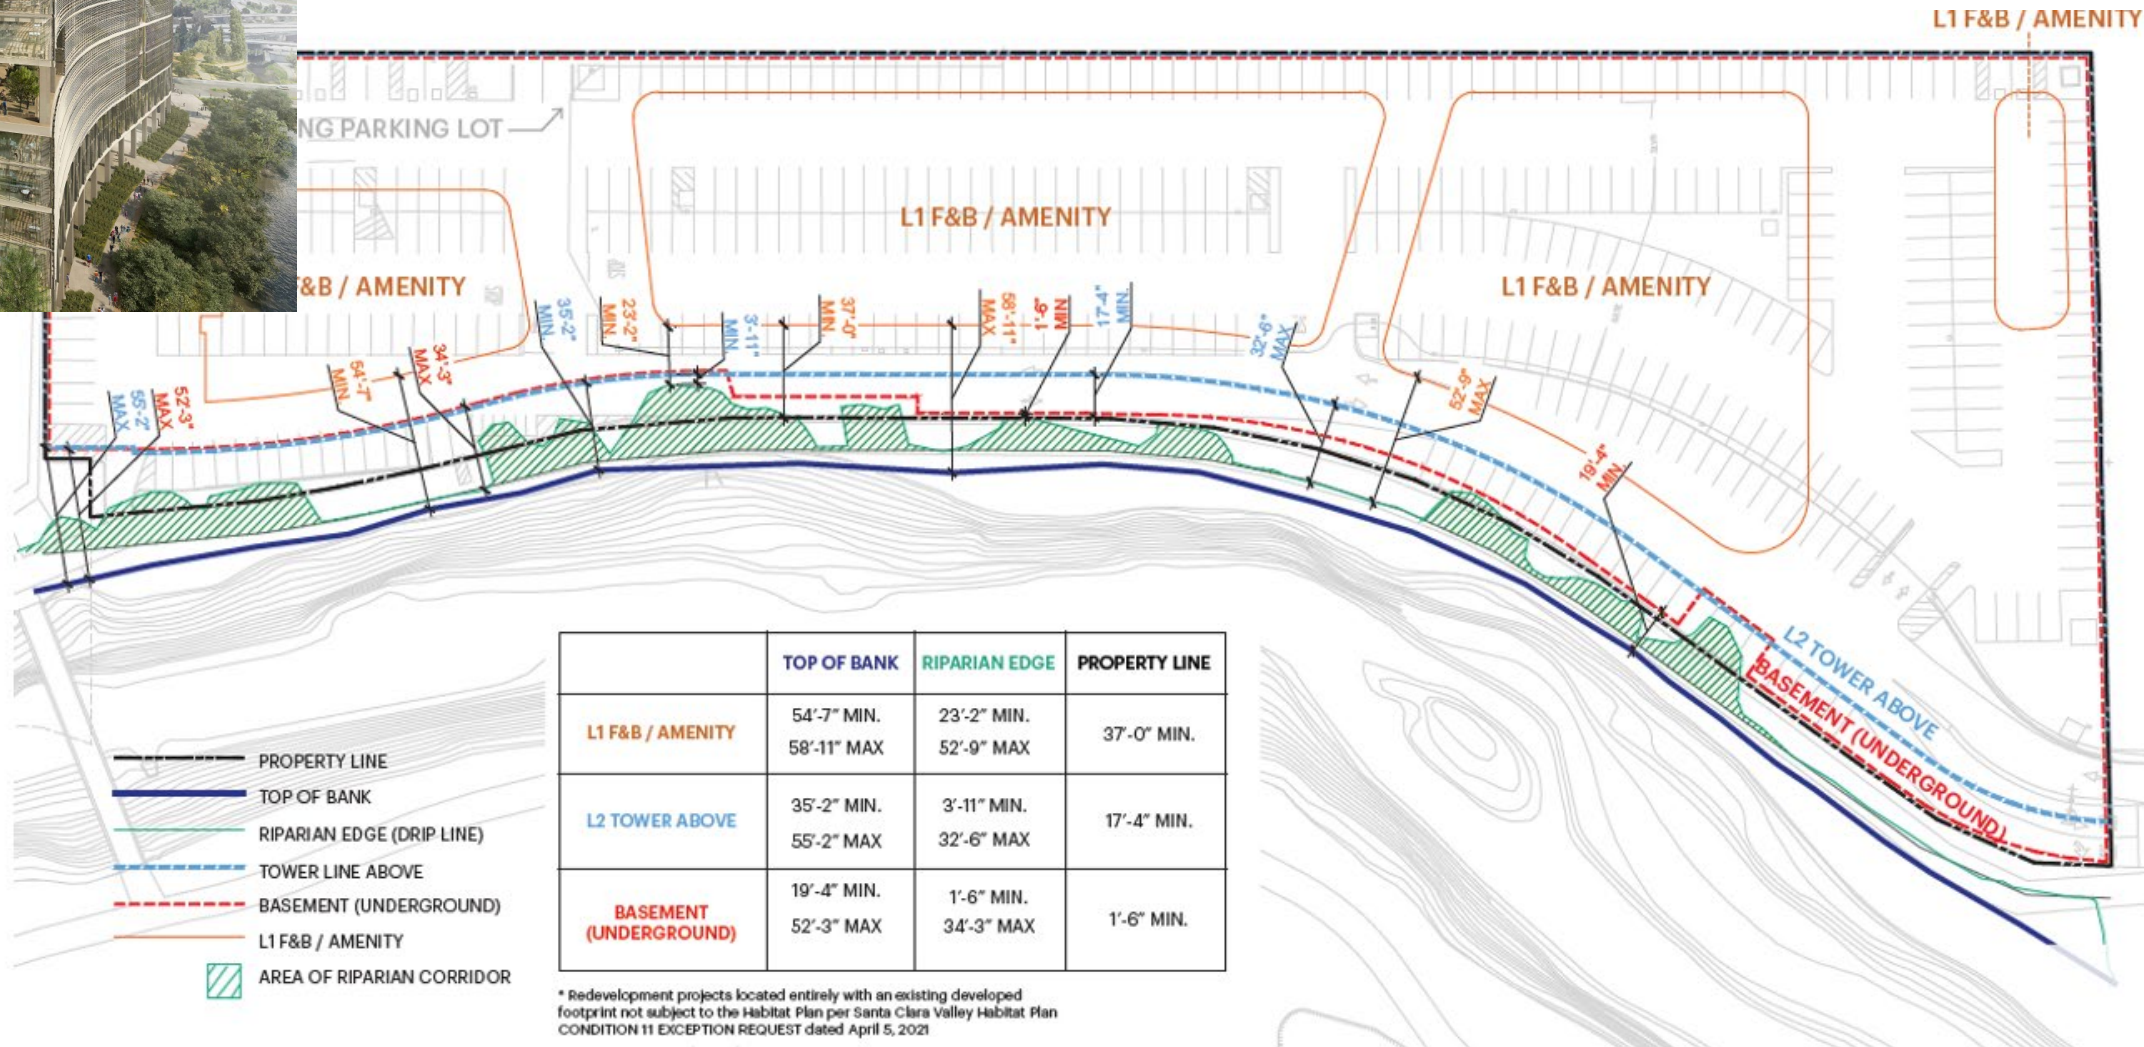 L1 F&B / AMENITY
NG PARKING LOT
L1 F&B / AMENITY
F&B / AMENITY
L1 F&B / AMENITY
55'-2"
MAX
52'-3"
MAX
54'-7"
MIN.
34'-3"
MAX
35'-2"
MIN.
23'-2"
MIN.
3'-11"
MIN.
37'-0"
MIN
58'-11"
MAX
1'-6"
MIN
17'-4"
MIN.
32'-6"
MAX
52'-9"
MAX
19'-4"
MIN.
L2 TOWER ABOVE
BASEMENT (UNDERGROUND)
TOP OF BANK RIPARIAN EDGE PROPERTY LINE
L1 F&B / AMENITY
54'-7" MIN.
58'-11" MAX
23'-2" MIN.
52'-9" MAX
37'-0" MIN.
L2 TOWER ABOVE
35'-2" MIN.
55'-2" MAX
3'-11" MIN.
32'-6" MAX
17'-4" MIN.
BASEMENT
(UNDERGROUND)
19'-4" MIN.
52'-3" MAX
1'-6" MIN.
34'-3" MAX
1'-6" MIN.
PROPERTY LINE
TOP OF BANK
RIPARIAN EDGE (DRIP LINE)
TOWER LINE ABOVE
BASEMENT (UNDERGROUND)
L1 F&B / AMENITY
AREA OF RIPARIAN CORRIDOR
* Redevelopment projects located entirely with an existing developed
footprint not subject to the Habitat Plan per Santa Clara Valley Habitat Plan
CONDITION 11 EXCEPTION REQUEST dated April 5, 2021